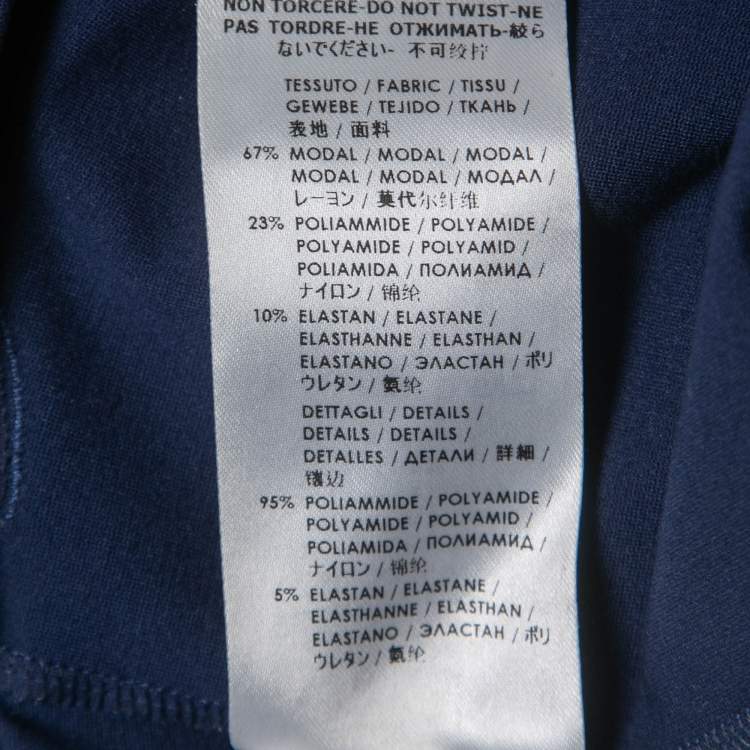 NON TORCERE-DO NOT TWIST-NE
PAS TORDRE-НЕ ОТЖИМАТЬ-絞ら
ないでください- 不可绞拧
TESSUTO / FABRIC / TISSU /
GEWEBE / TEJIDO / ТКАНЬ /
表地 / 面料
67% MODAL / MODAL / MODAL /
MODAL / MODAL / МОДАЛ /
レーヨン / 莫代尔纤维
23% POLIAMMIDE / POLYAMIDE /
POLYAMIDE / POLYAMID /
POLIAMIDA / ПОЛИАМИД /
ナイロン / 锦纶
10% ELASTAN / ELASTANE /
ELASTHANNE / ELASTHAN /
ELASTANO / ЭЛАСТАН / ポリ
ウレタン / 氨纶
DETTAGLI / DETAILS /
DETAILS / DETAILS /
DETALLES / ДЕТАЛИ / 詳細 /
镶边
95% POLIAMMIDE / POLYAMIDE /
POLYAMIDE / POLYAMID /
POLIAMIDA / ПОЛИАМИД /
ナイロン / 锦纶
5% ELASTAN / ELASTANE /
ELASTHANNE / ELASTHAN /
ELASTANO / ЭЛАСТАН / ポリ
ウレタン / 氨纶